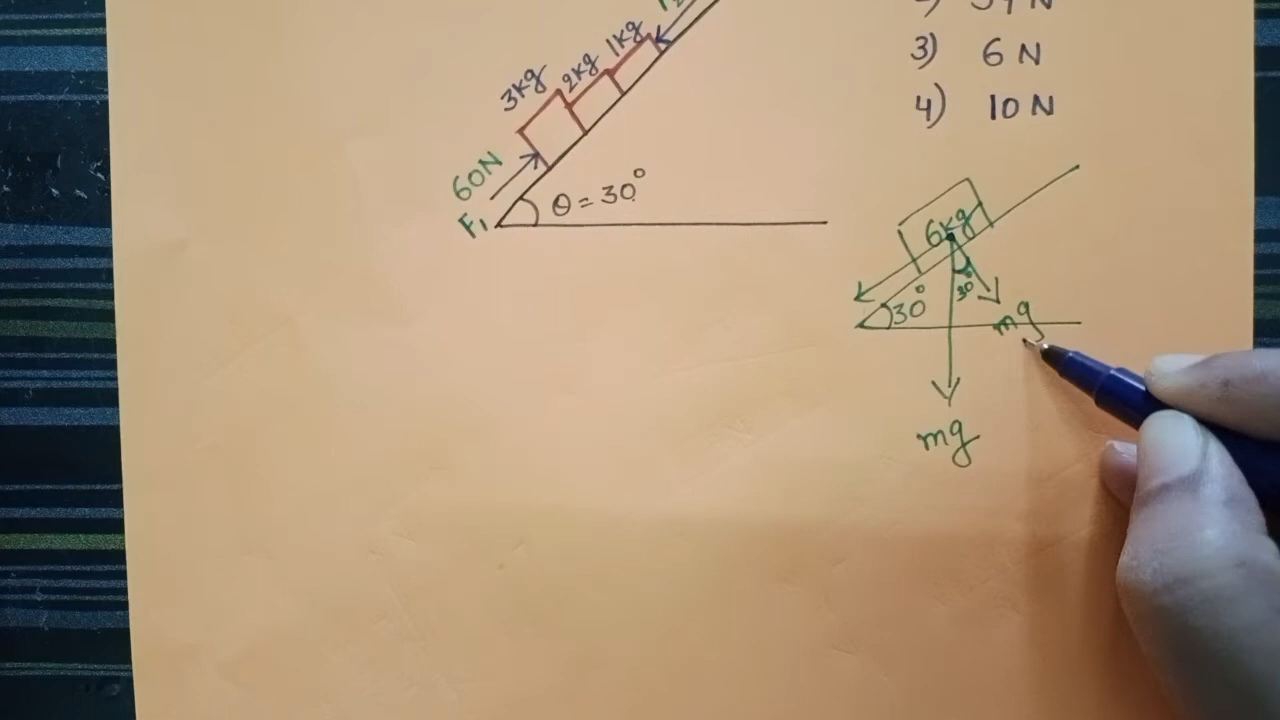 3) 6 N
4) 10 N
3kg 2kg 1kg
60N
F₁
θ = 30°
6kg
30°
30°
mg
mg